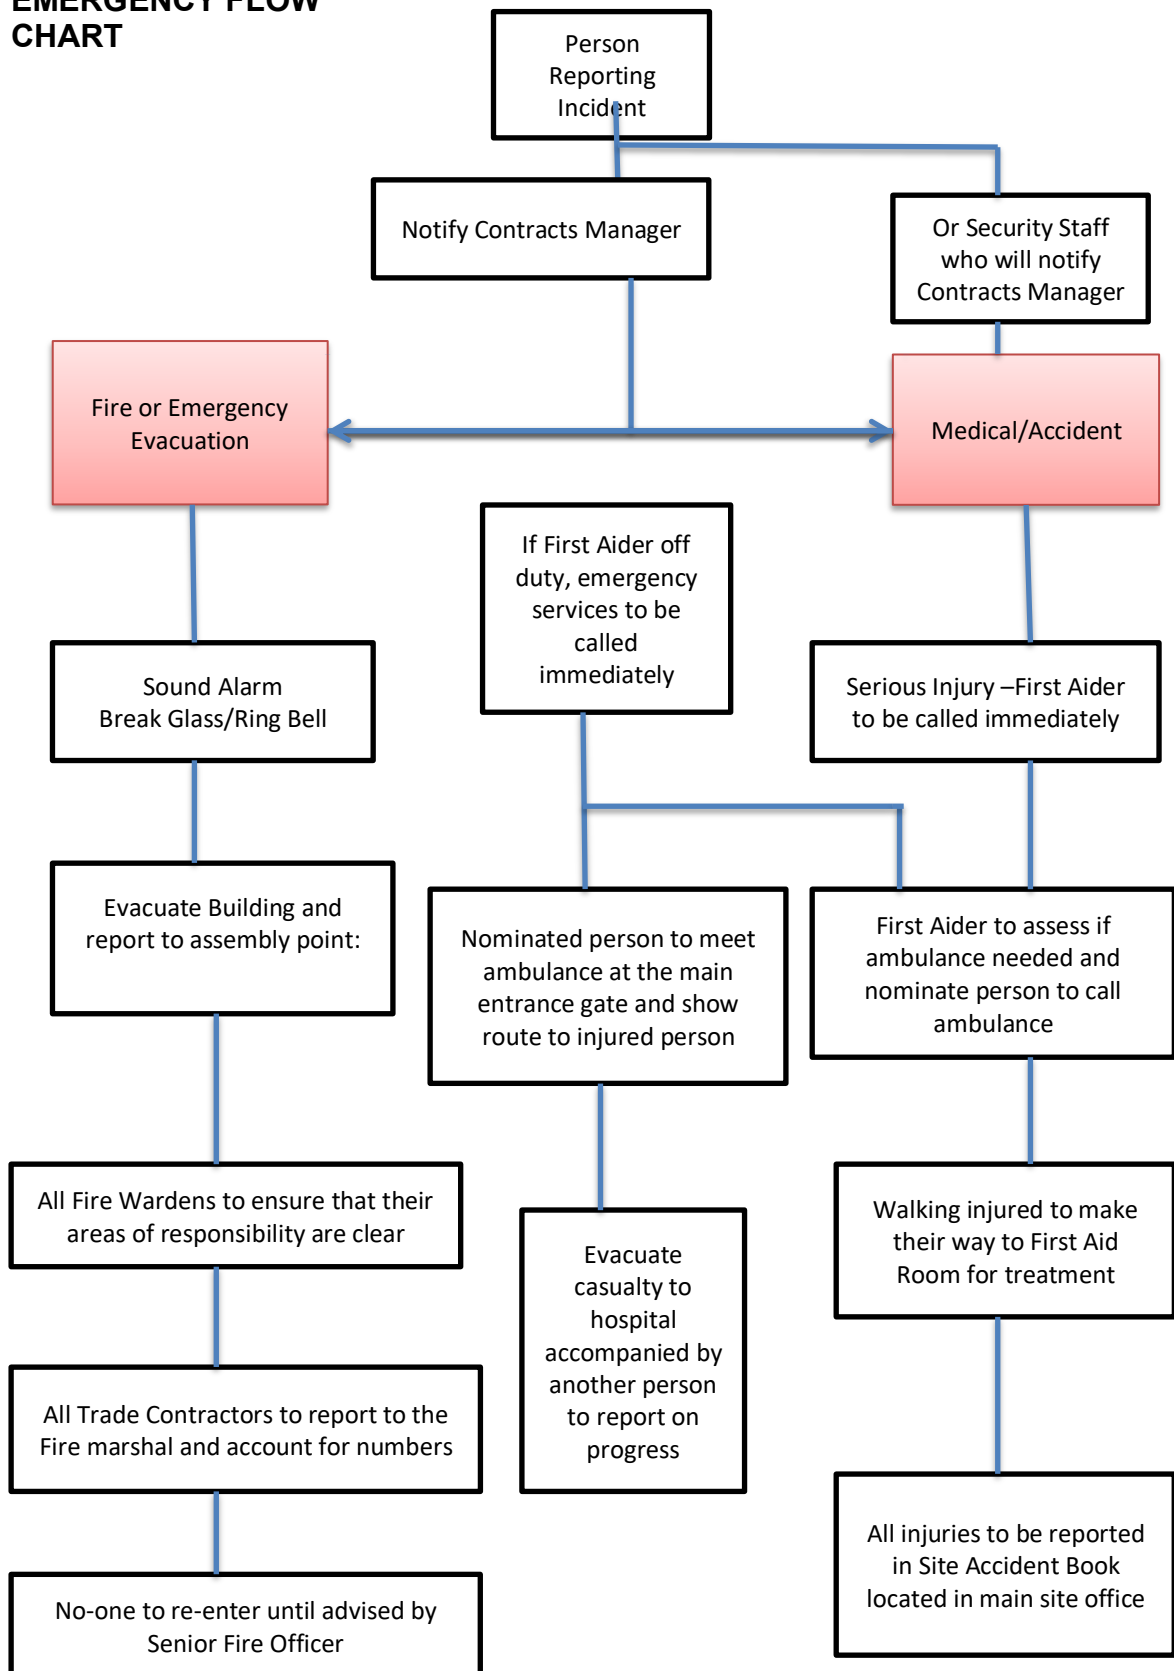 EMERGENCY FLOW
CHART
Person
Reporting
Incident
Notify Contracts Manager
Or Security Staff
who will notify
Contracts Manager
Fire or Emergency
Evacuation
Medical/Accident
If First Aider off
duty, emergency
services to be
called
immediately
Sound Alarm
Break Glass/Ring Bell
Serious Injury –First Aider
to be called immediately
Evacuate Building and
report to assembly point:
Nominated person to meet
ambulance at the main
entrance gate and show
route to injured person
First Aider to assess if
ambulance needed and
nominate person to call
ambulance
All Fire Wardens to ensure that their
areas of responsibility are clear
Evacuate
casualty to
hospital
accompanied by
another person
to report on
progress
Walking injured to make
their way to First Aid
Room for treatment
All Trade Contractors to report to the
Fire marshal and account for numbers
All injuries to be reported
in Site Accident Book
located in main site office
No-one to re-enter until advised by
Senior Fire Officer